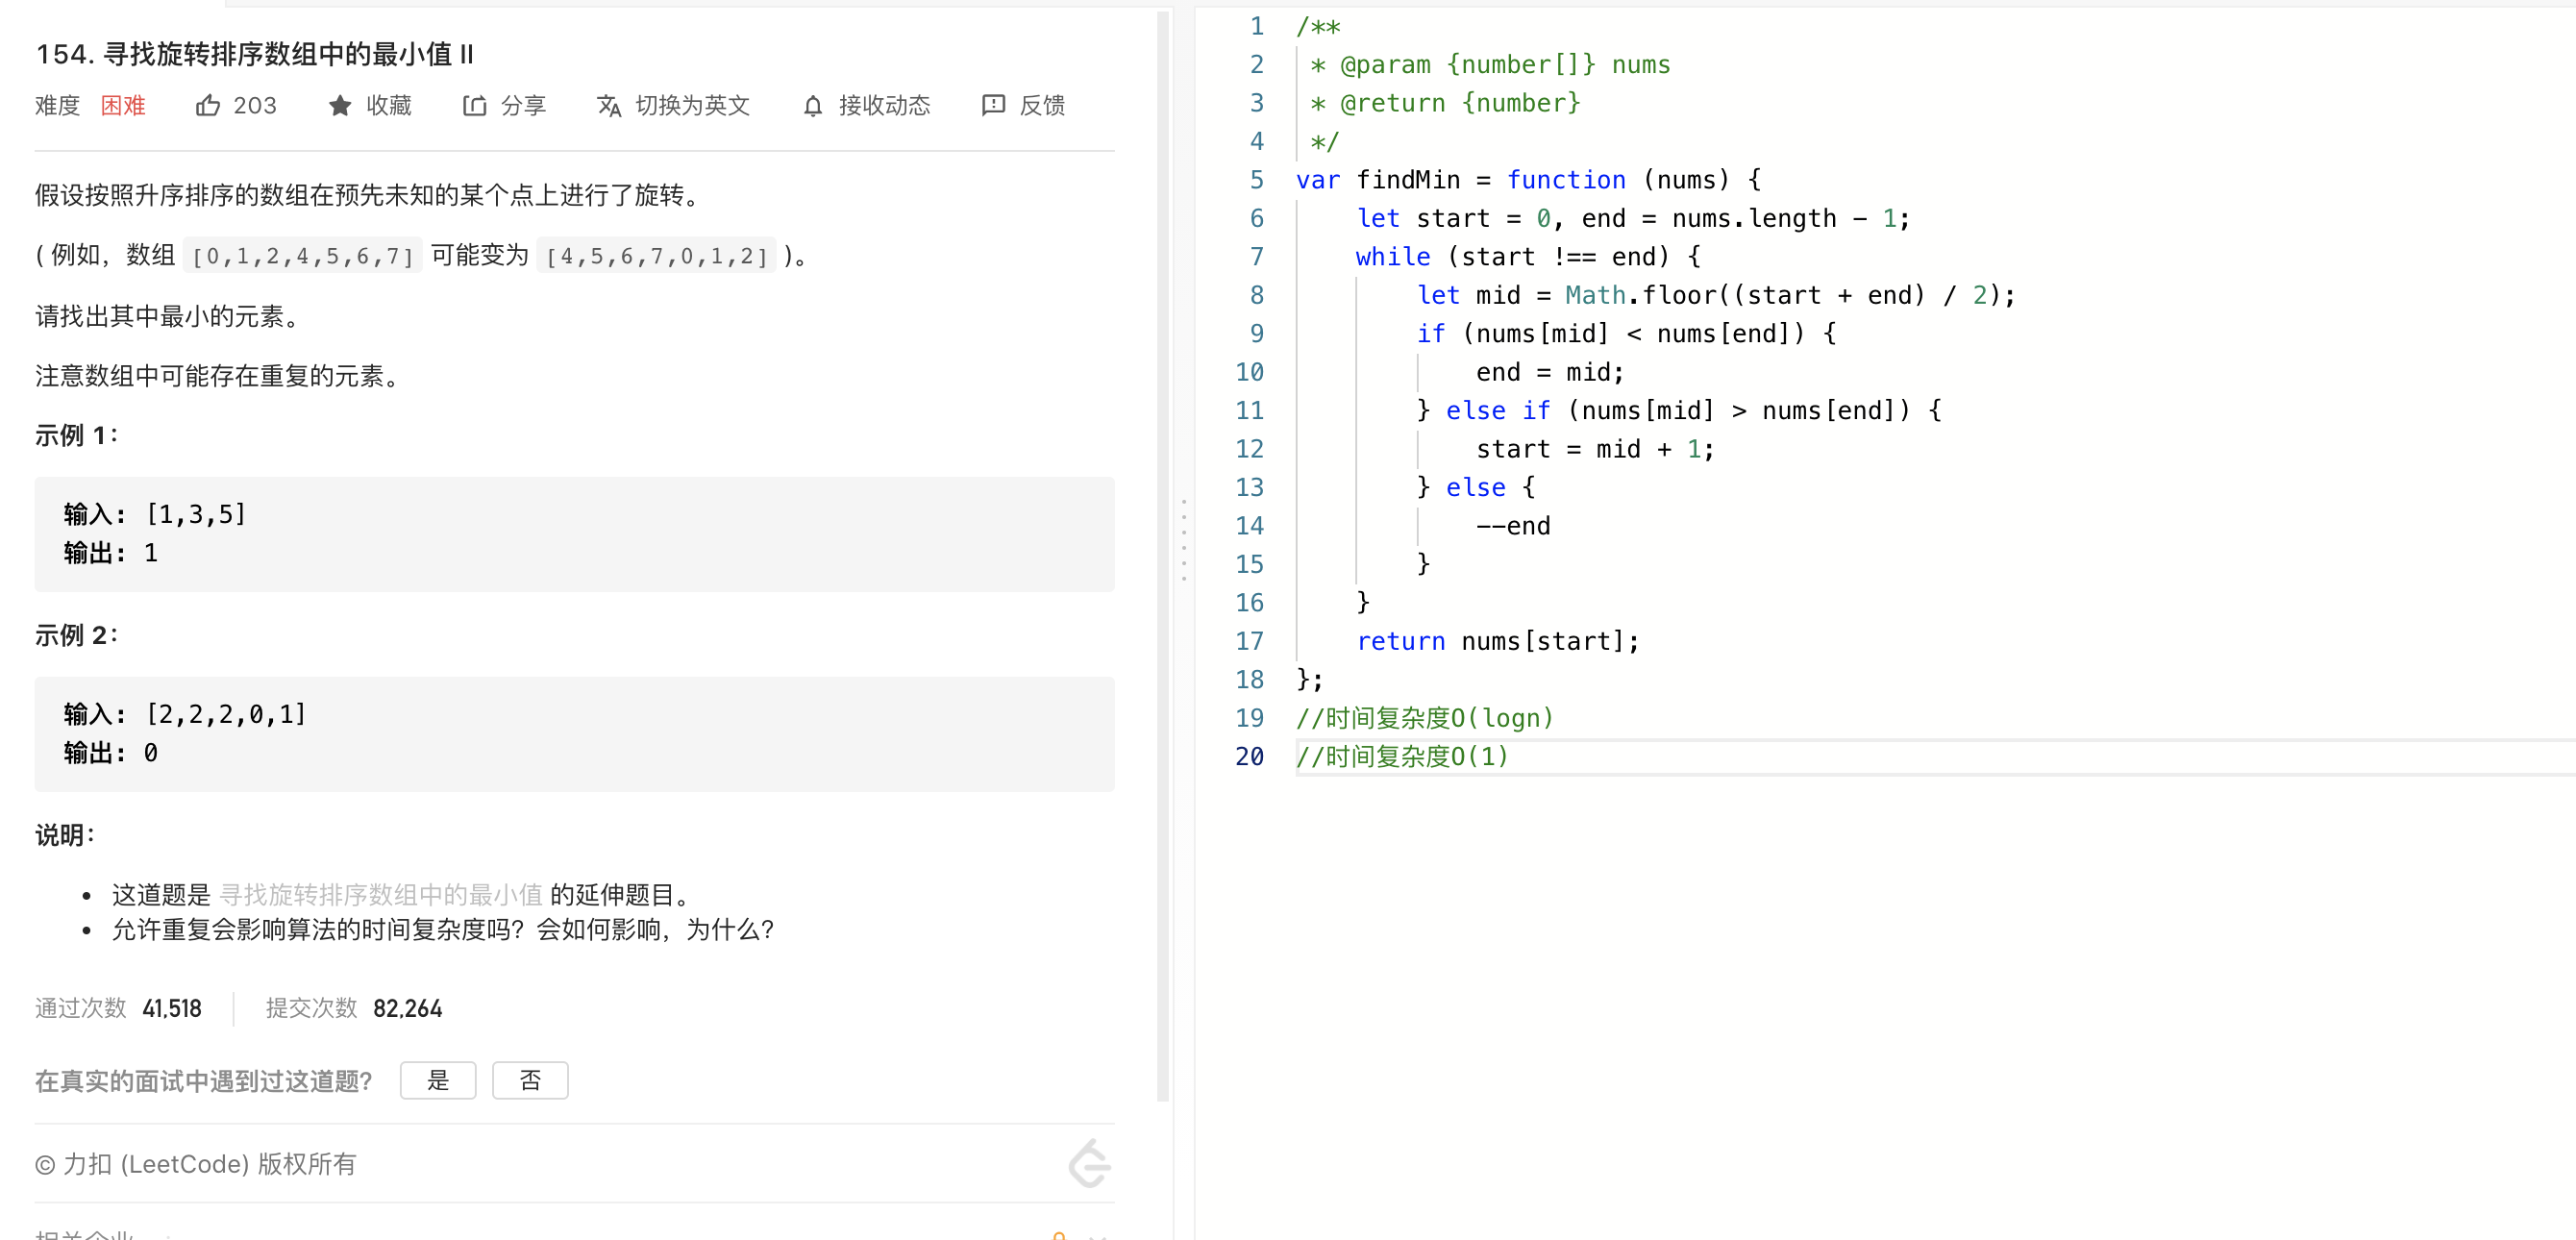 154. 寻找旋转排序数组中的最小值 II
难度 困难 203 收藏 分享 切换为英文 接收动态 反馈
假设按照升序排序的数组在预先未知的某个点上进行了旋转。
( 例如，数组 [0,1,2,4,5,6,7] 可能变为 [4,5,6,7,0,1,2] )。
请找出其中最小的元素。
注意数组中可能存在重复的元素。
示例 1：
输入: [1,3,5]
输出: 1
示例 2：
输入: [2,2,2,0,1]
输出: 0
说明：
• 这道题是 寻找旋转排序数组中的最小值 的延伸题目。
• 允许重复会影响算法的时间复杂度吗？会如何影响，为什么？
通过次数 41,518 提交次数 82,264
在真实的面试中遇到过这道题？ 是 否
© 力扣 (LeetCode) 版权所有
1 /**
2 * @param {number[]} nums
3 * @return {number}
4 */
5 var findMin = function (nums) {
6 let start = 0, end = nums.length - 1;
7 while (start !== end) {
8 let mid = Math.floor((start + end) / 2);
9 if (nums[mid] < nums[end]) {
10 end = mid;
11 } else if (nums[mid] > nums[end]) {
12 start = mid + 1;
13 } else {
14 --end
15 }
16 }
17 return nums[start];
18 };
19 //时间复杂度O(logn)
20 //时间复杂度O(1)